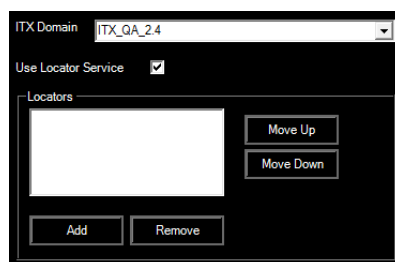 ITX Domain ITX_QA_2.4
Use Locator Service
Locators
Move Up
Move Down
Add Remove